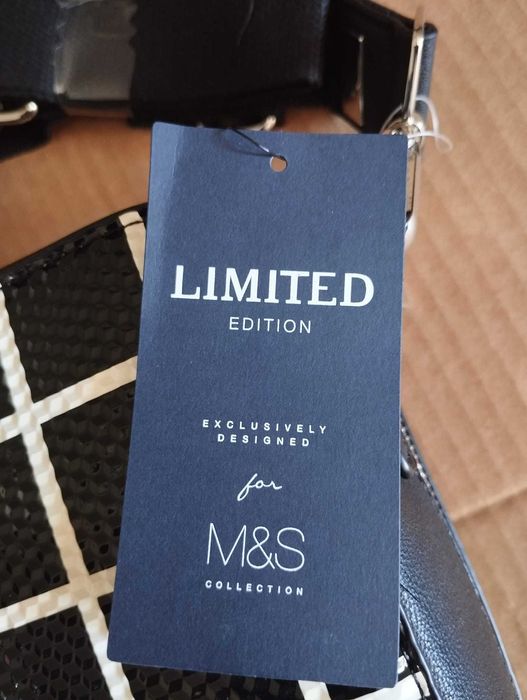 LIMITED
EDITION
EXCLUSIVELY
DESIGNED
for
M&S
COLLECTION